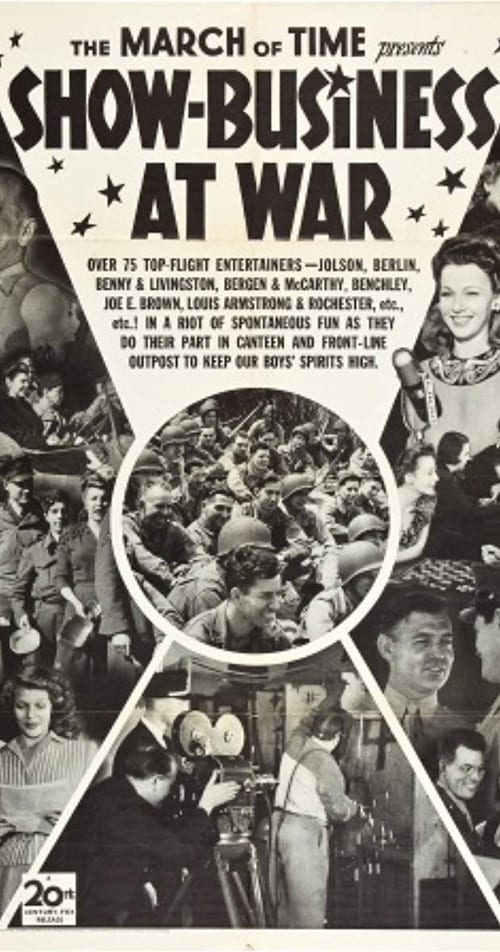 THE MARCH OF TIME presents
SHOW-BUSINESS
AT WAR
OVER 75 TOP-FLIGHT ENTERTAINERS—JOLSON, BERLIN,
BENNY & LIVINGSTON, BERGEN & McCARTHY, BENCHLEY,
JOE E. BROWN, LOUIS ARMSTRONG & ROCHESTER, etc.,
etc.! IN A RIOT OF SPONTANEOUS FUN AS THEY
DO THEIR PART IN CANTEEN AND FRONT-LINE
OUTPOST TO KEEP OUR BOYS' SPIRITS HIGH.
A
20th
CENTURY-FOX
RELEASE